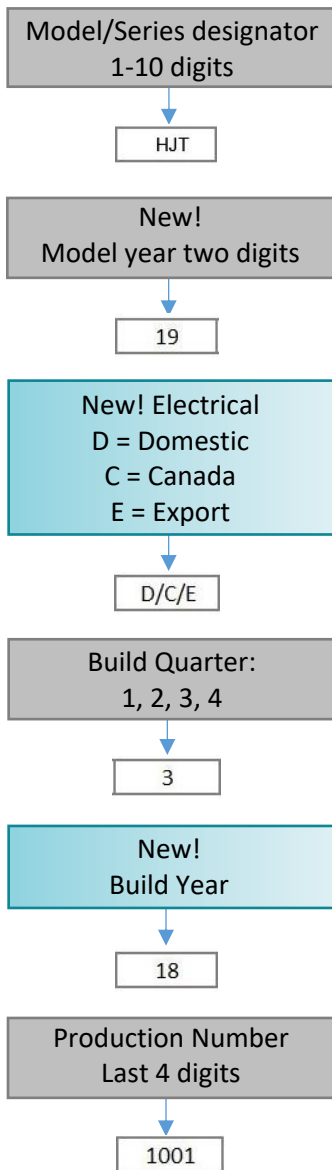 Model/Series designator
1-10 digits
HJT
New!
Model year two digits
19
New! Electrical
D = Domestic
C = Canada
E = Export
D/C/E
Build Quarter:
1, 2, 3, 4
3
New!
Build Year
18
Production Number
Last 4 digits
1001